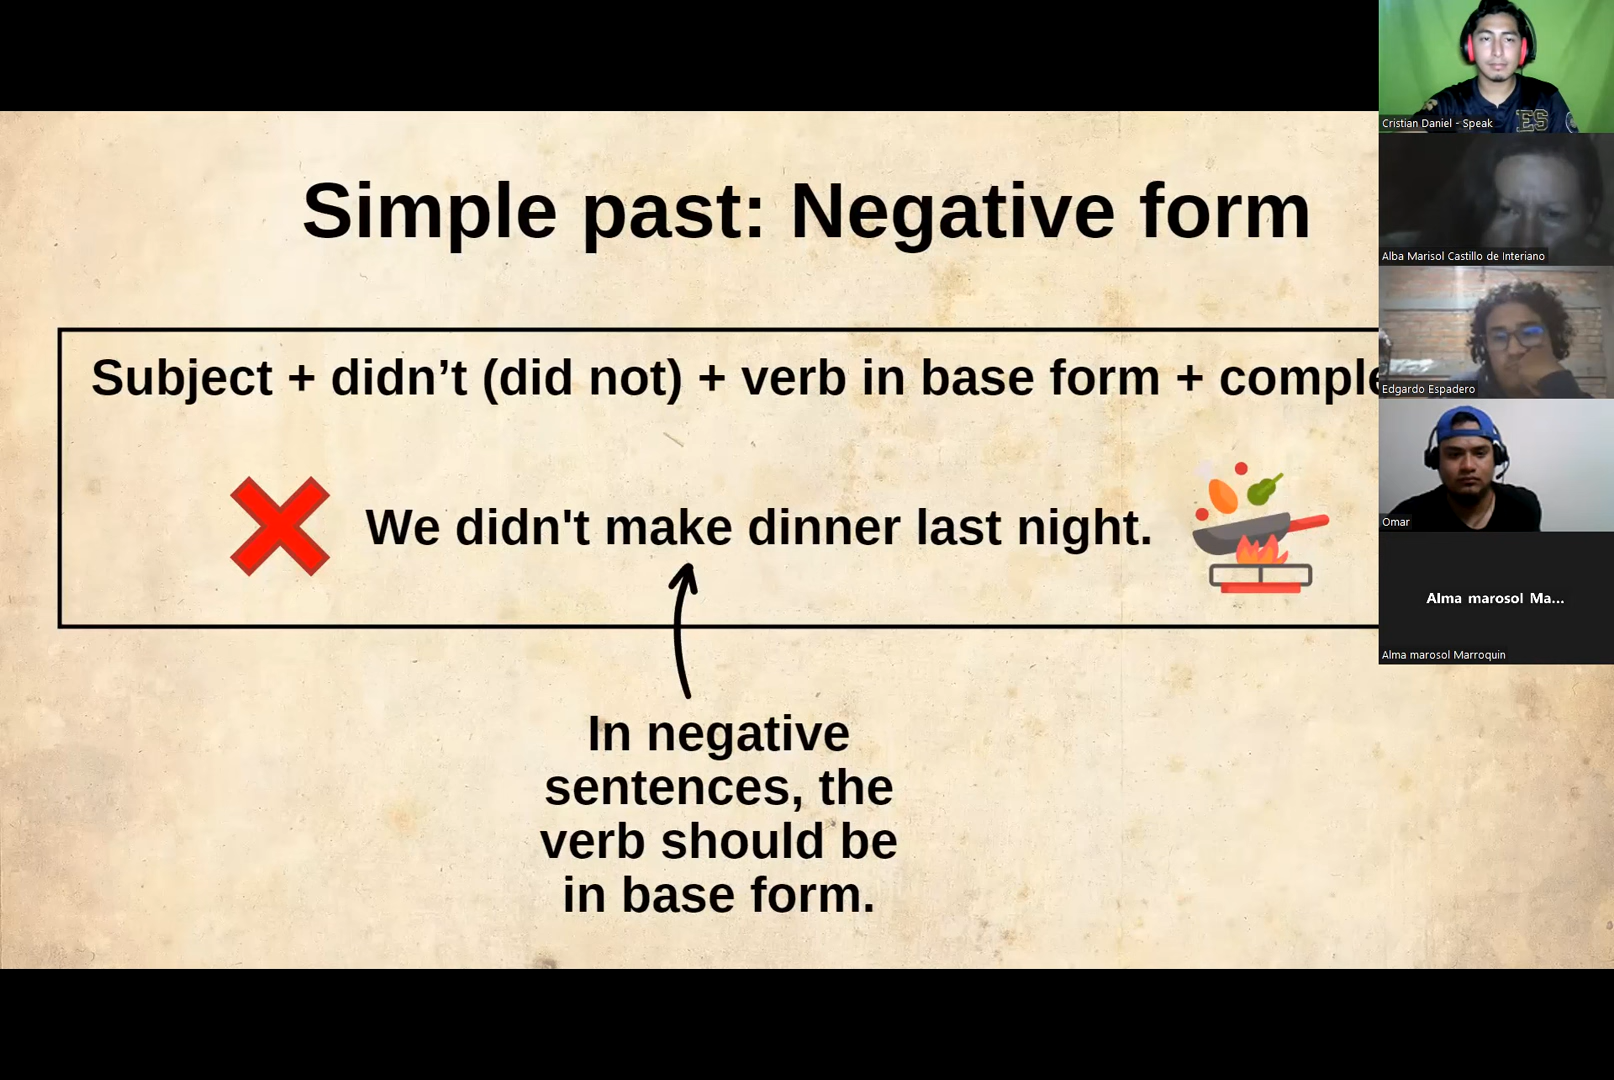 Simple past: Negative form
Subject + didn’t (did not) + verb in base form + comple
We didn't make dinner last night.
In negative
sentences, the
verb should be
in base form.
Cristian Daniel - Speak
ES
Alba Marisol Castillo de Interiano
Edgardo Espadero
Omar
Alma marosol Ma...
Alma marosol Marroquin